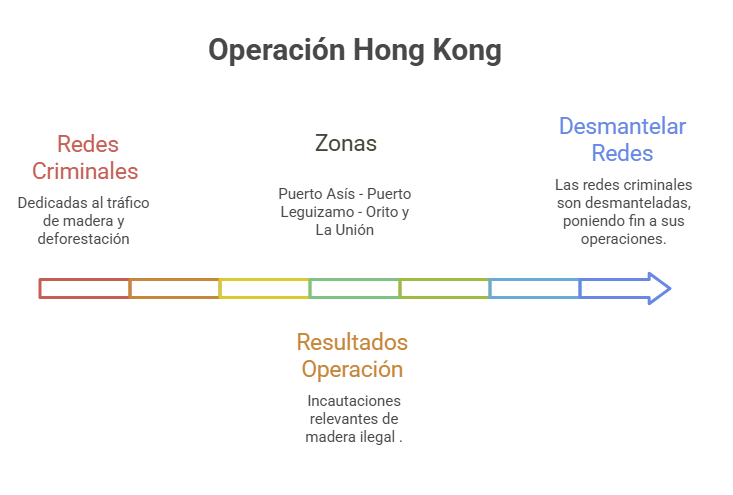 Operación Hong Kong
Redes
Criminales
Dedicadas al tráfico
de madera y
deforestación
Zonas
Puerto Asís - Puerto
Leguizamo - Orito y
La Unión
Desmantelar
Redes
Las redes criminales
son desmanteladas,
poniendo fin a sus
operaciones.
Resultados
Operación
Incautaciones
relevantes de
madera ilegal .